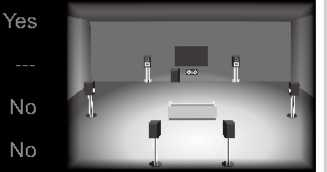 Yes
---
No
No